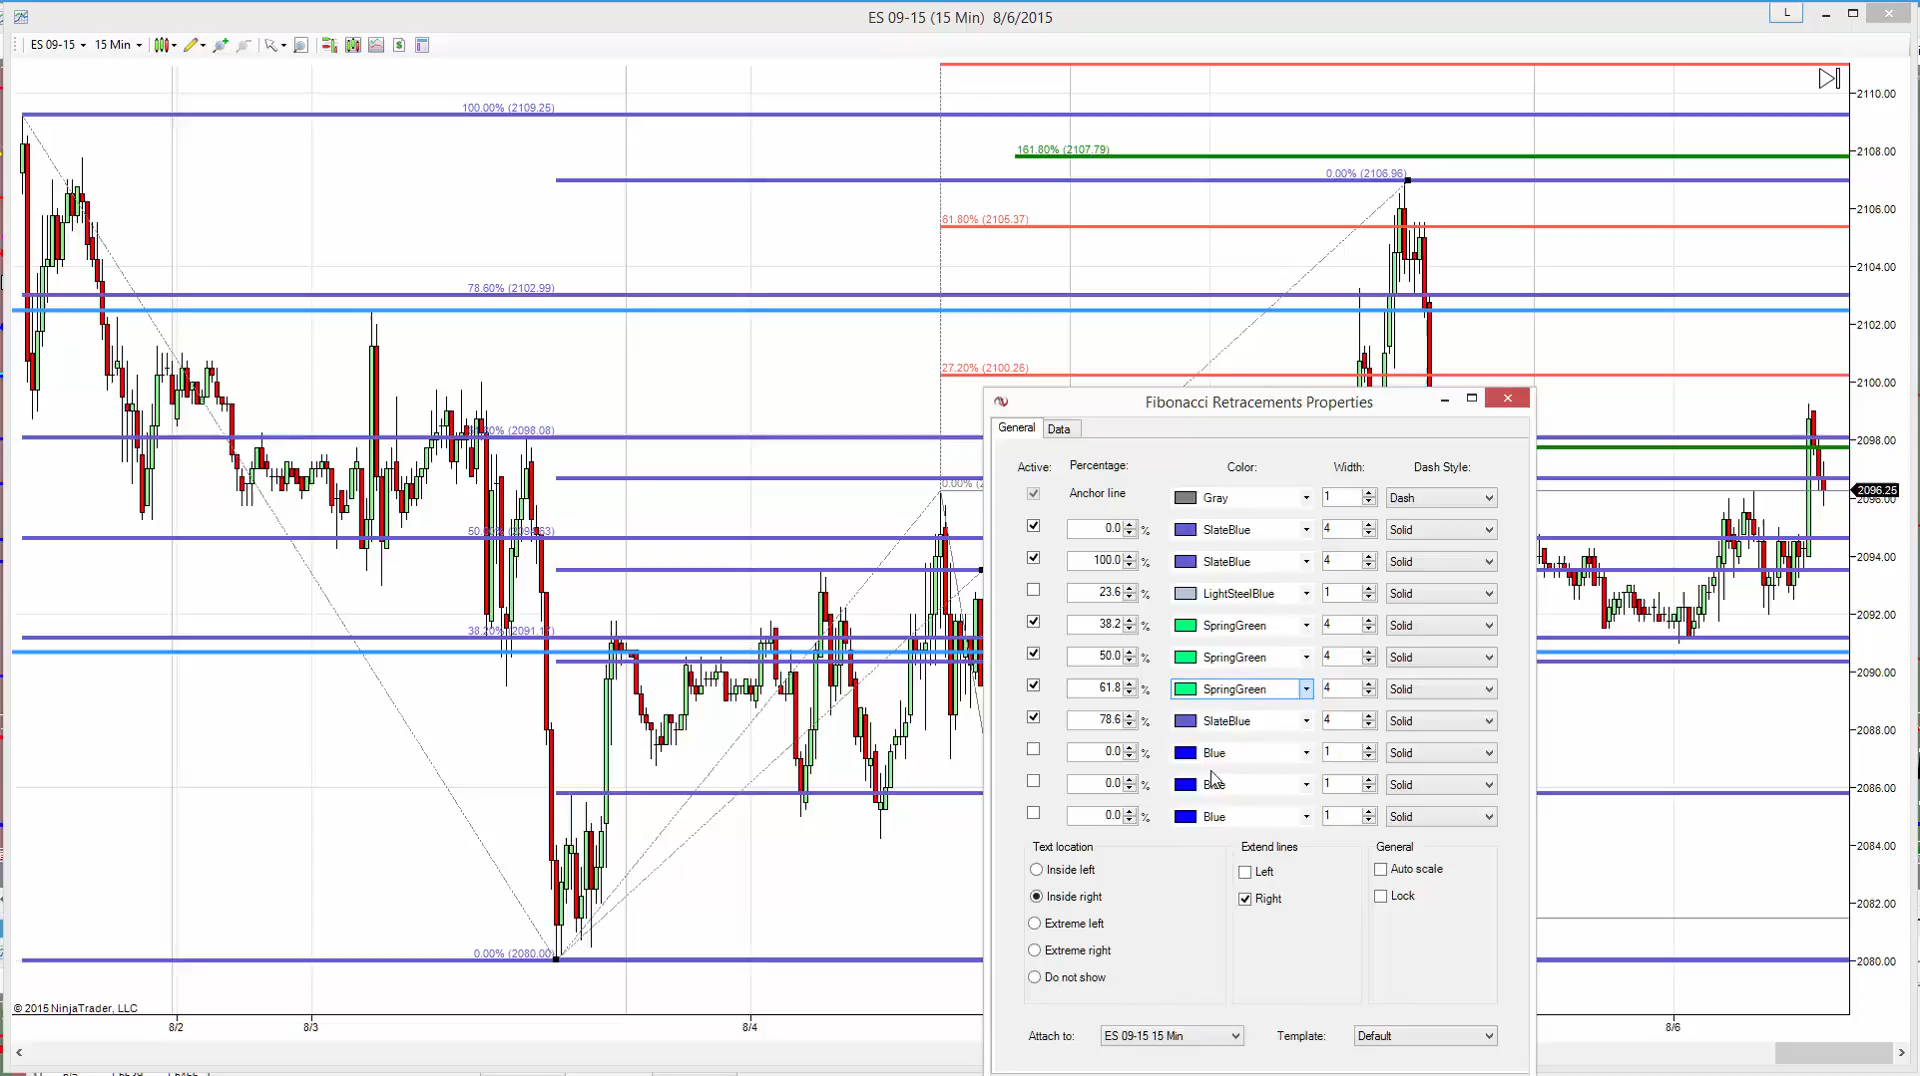 ES 09-15 (15 Min)  8/6/2015
L
ES 09-15
15 Min
100.00% (2109.25)
161.80% (2107.79)
0.00% (2106.96)
61.80% (2105.37)
78.60% (2102.99)
27.20% (2100.26)
50.00%
38.20%
0.00% (2080.00)
2110.00
2108.00
2106.00
2104.00
2102.00
2100.00
2098.00
2096.25
2094.00
2092.00
2090.00
2088.00
2086.00
2084.00
2082.00
2080.00
Fibonacci Retracements Properties
General
Data
Active:
Percentage:
Color:
Width:
Dash Style:
Anchor line
Gray
1
Dash
0.0 %
SlateBlue
4
Solid
100.0 %
SlateBlue
4
Solid
23.6 %
LightSteelBlue
1
Solid
38.2 %
SpringGreen
4
Solid
50.0 %
SpringGreen
4
Solid
61.8 %
SpringGreen
4
Solid
78.6 %
SlateBlue
4
Solid
0.0 %
Blue
1
Solid
0.0 %
Blue
1
Solid
0.0 %
Blue
1
Solid
Text location
Inside left
Inside right
Extreme left
Extreme right
Do not show
Extend lines
Left
Right
General
Auto scale
Lock
Attach to:
ES 09-15 15 Min
Template:
Default
© 2015 NinjaTrader, LLC
8/2
8/3
8/4
8/6